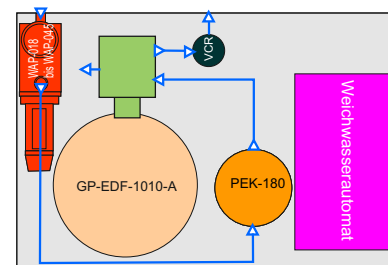 WAP-018
bis WAP-045
VCR
GP-EDF-1010-A
PEK-180
Weichwasserautomat